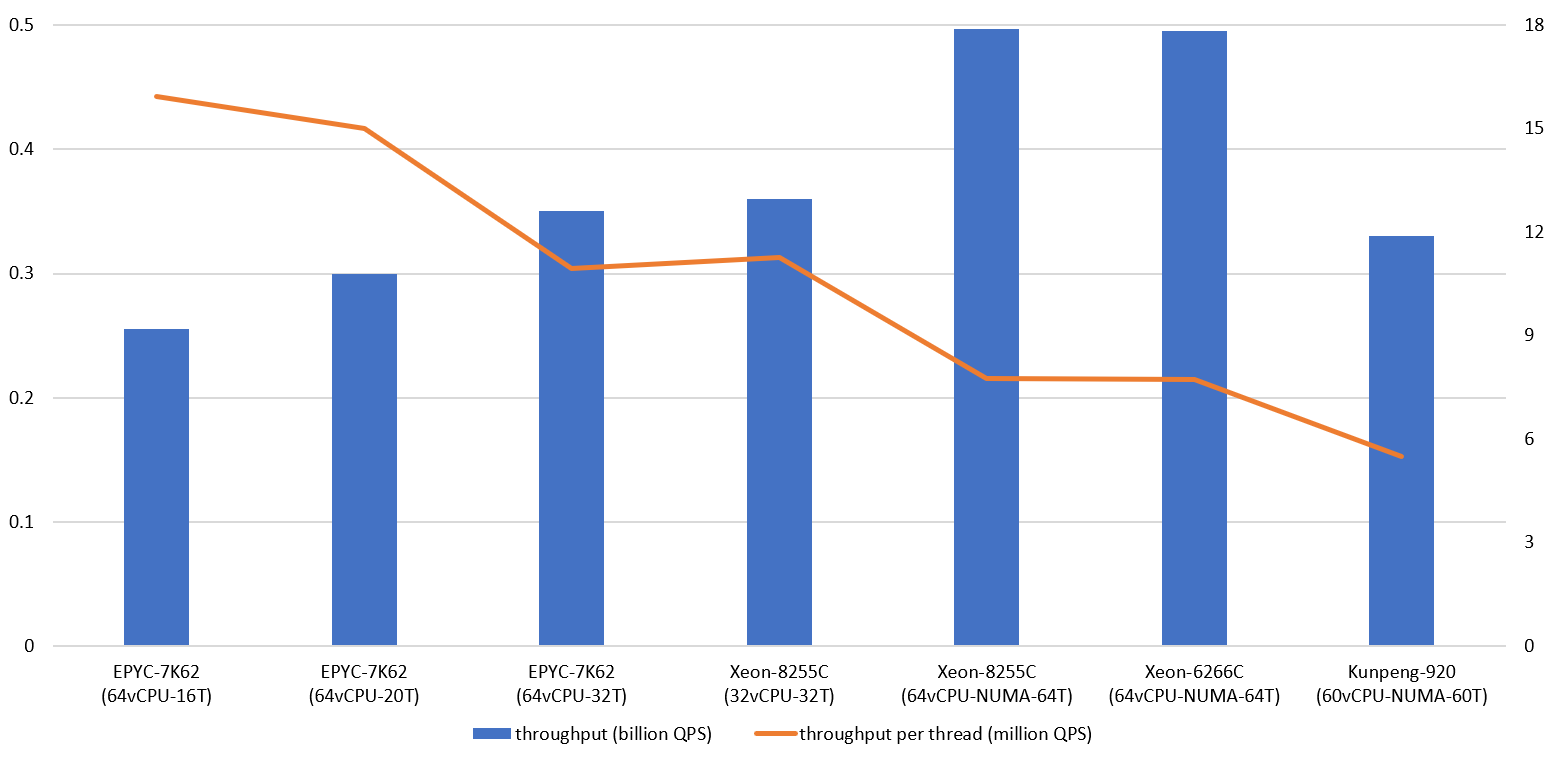 0.5
0.4
0.3
0.2
0.1
0
18
15
12
9
6
3
0
EPYC-7K62
(64vCPU-16T)
EPYC-7K62
(64vCPU-20T)
EPYC-7K62
(64vCPU-32T)
Xeon-8255C
(32vCPU-32T)
Xeon-8255C
(64vCPU-NUMA-64T)
Xeon-6266C
(64vCPU-NUMA-64T)
Kunpeng-920
(60vCPU-NUMA-60T)
throughput (billion QPS)
throughput per thread (million QPS)